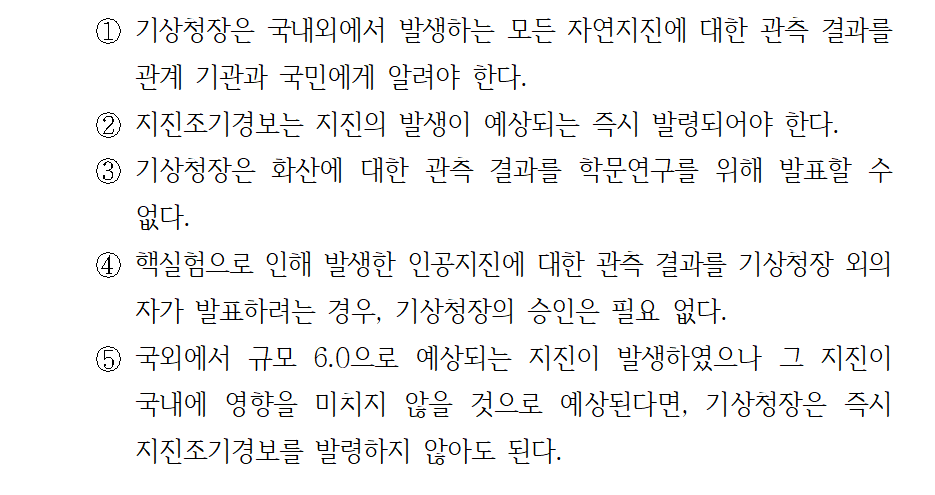 ① 기상청장은 국내외에서 발생하는 모든 자연지진에 대한 관측 결과를
관계 기관과 국민에게 알려야 한다.
② 지진조기경보는 지진의 발생이 예상되는 즉시 발령되어야 한다.
③ 기상청장은 화산에 대한 관측 결과를 학문연구를 위해 발표할 수
없다.
④ 핵실험으로 인해 발생한 인공지진에 대한 관측 결과를 기상청장 외의
자가 발표하려는 경우, 기상청장의 승인은 필요 없다.
⑤ 국외에서 규모 6.0으로 예상되는 지진이 발생하였으나 그 지진이
국내에 영향을 미치지 않을 것으로 예상된다면, 기상청장은 즉시
지진조기경보를 발령하지 않아도 된다.